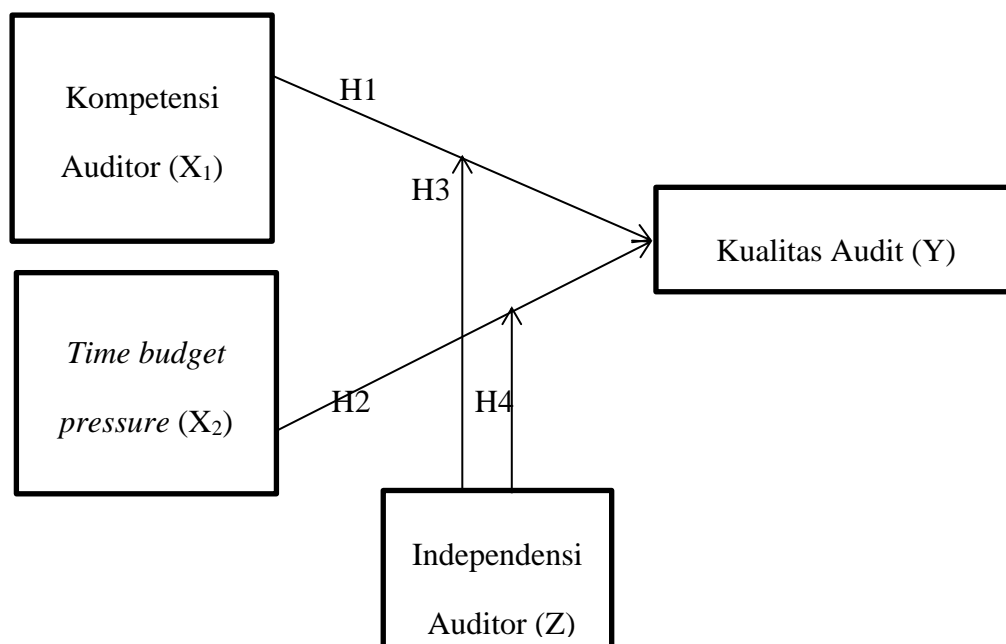 Kompetensi
Auditor (X₁)
H1
H3
Kualitas Audit (Y)
Time budget
pressure (X₂)
H2
H4
Independensi
Auditor (Z)